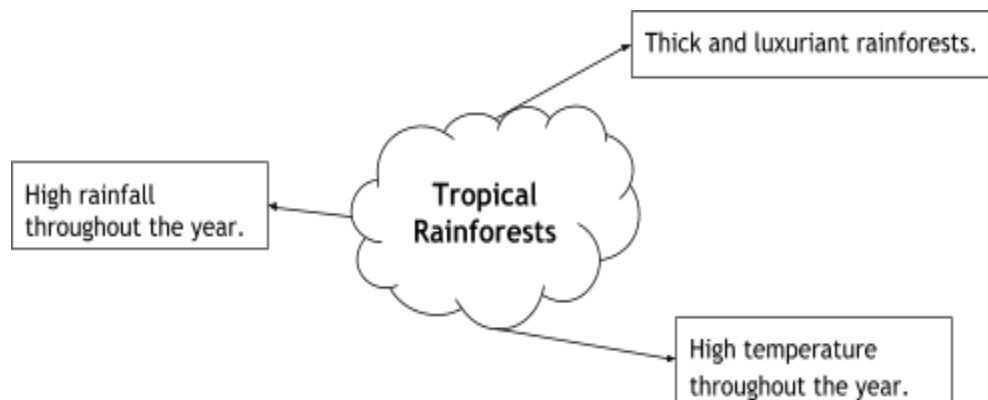 Thick and luxuriant rainforests.
High rainfall
throughout the year.
Tropical
Rainforests
High temperature
throughout the year.